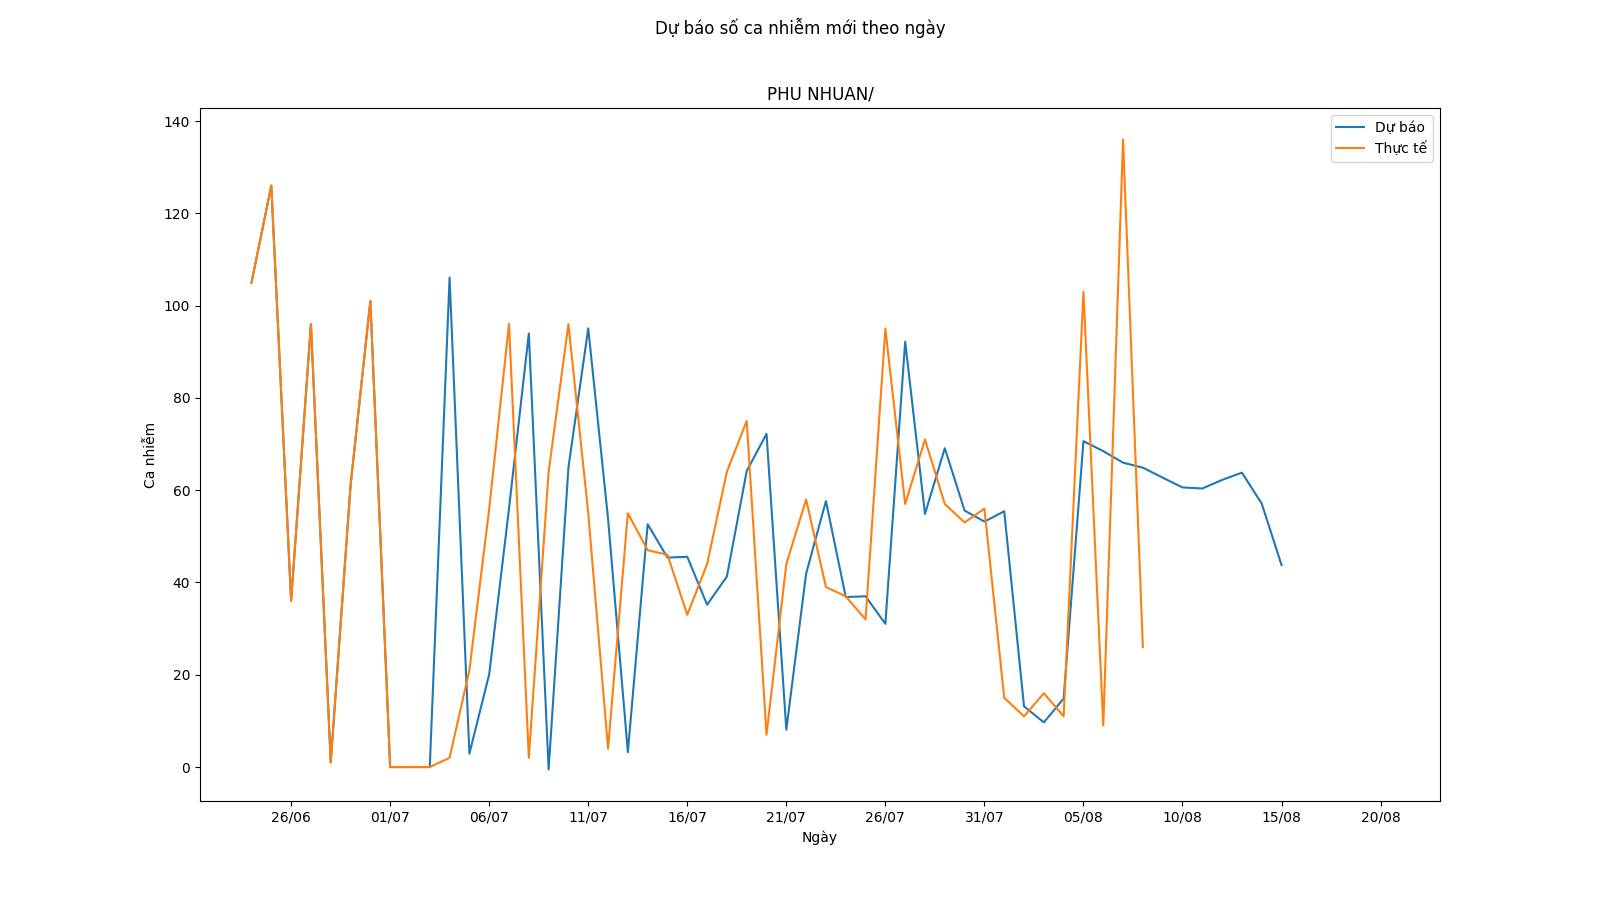 Dự báo số ca nhiễm mới theo ngày
PHU NHUAN/
Dự báo
Thực tế
Ca nhiễm
140
120
100
80
60
40
20
0
26/06 01/07 06/07 11/07 16/07 21/07 26/07 31/07 05/08 10/08 15/08 20/08
Ngày